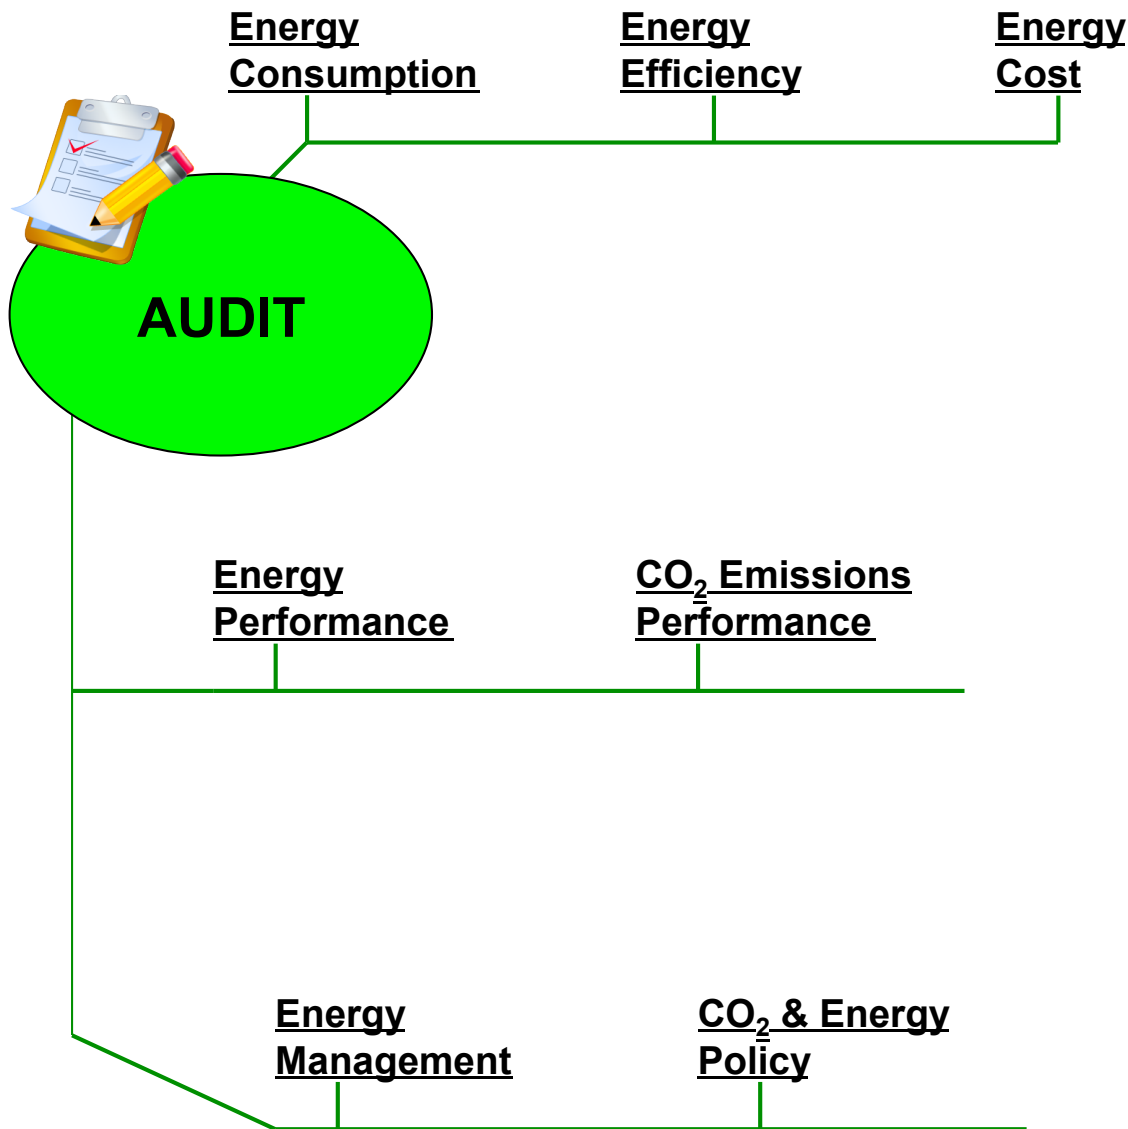 Energy
Consumption
Energy
Efficiency
Energy
Cost
AUDIT
Energy
Performance
CO₂ Emissions
Performance
Energy
Management
CO₂ & Energy
Policy